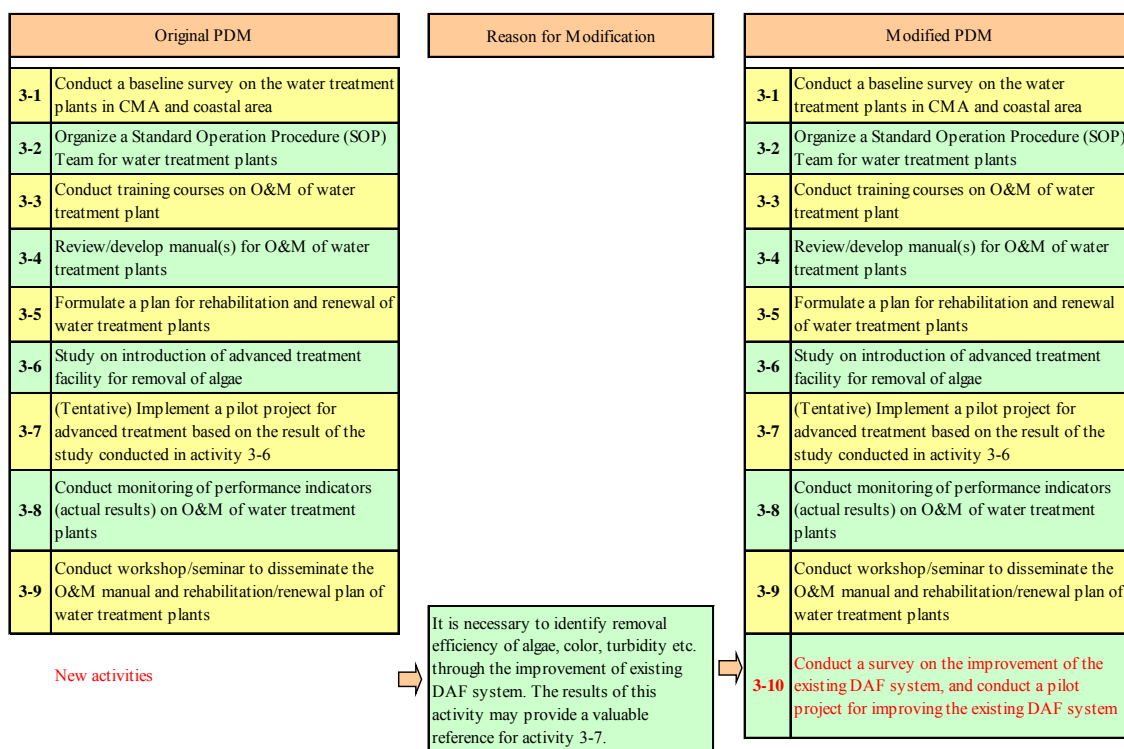 Original PDM
Reason for Modification
Modified PDM
3-1
Conduct a baseline survey on the water treatment
plants in CMA and coastal area
3-2
Organize a Standard Operation Procedure (SOP)
Team for water treatment plants
3-3
Conduct training courses on O&M of water
treatment plant
3-4
Review/develop manual(s) for O&M of water
treatment plants
3-5
Formulate a plan for rehabilitation and renewal of
water treatment plants
3-6
Study on introduction of advanced treatment
facility for removal of algae
3-7
(Tentative) Implement a pilot project for
advanced treatment based on the result of the
study conducted in activity 3-6
3-8
Conduct monitoring of performance indicators
(actual results) on O&M of water treatment
plants
3-9
Conduct workshop/seminar to disseminate the
O&M manual and rehabilitation/renewal plan of
water treatment plants
New activities
It is necessary to identify removal
efficiency of algae, color, turbidity etc.
through the improvement of existing
DAF system. The results of this
activity may provide a valuable
reference for activity 3-7.
3-1
Conduct a baseline survey on the water
treatment plants in CMA and coastal area
3-2
Organize a Standard Operation Procedure (SOP)
Team for water treatment plants
3-3
Conduct training courses on O&M of water
treatment plant
3-4
Review/develop manual(s) for O&M of water
treatment plants
3-5
Formulate a plan for rehabilitation and renewal
of water treatment plants
3-6
Study on introduction of advanced treatment
facility for removal of algae
3-7
(Tentative) Implement a pilot project for
advanced treatment based on the result of the
study conducted in activity 3-6
3-8
Conduct monitoring of performance indicators
(actual results) on O&M of water treatment
plants
3-9
Conduct workshop/seminar to disseminate the
O&M manual and rehabilitation/renewal plan of
water treatment plants
3-10
Conduct a survey on the improvement of the
existing DAF system, and conduct a pilot
project for improving the existing DAF system